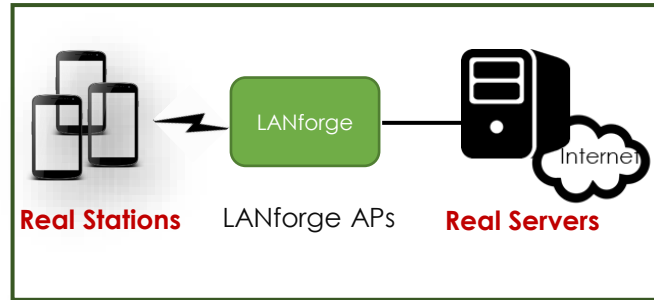 LANforge
Internet
Real Stations
LANforge APs
Real Servers